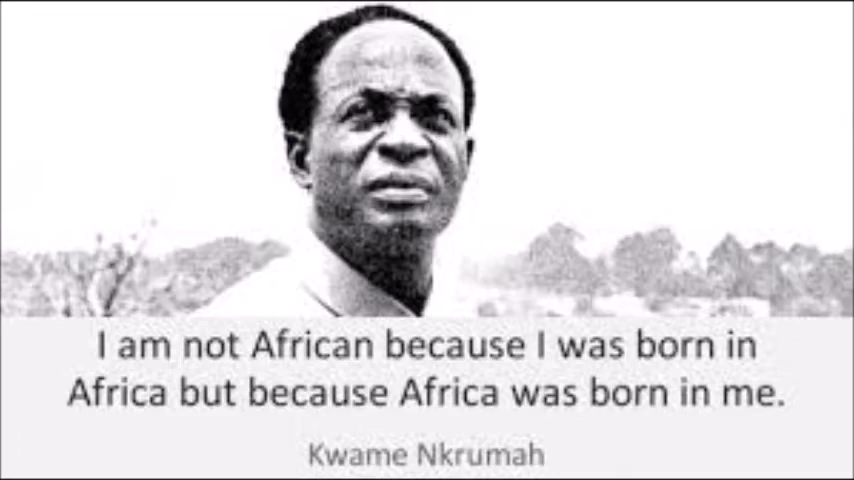 I am not African because I was born in
Africa but because Africa was born in me.
Kwame Nkrumah